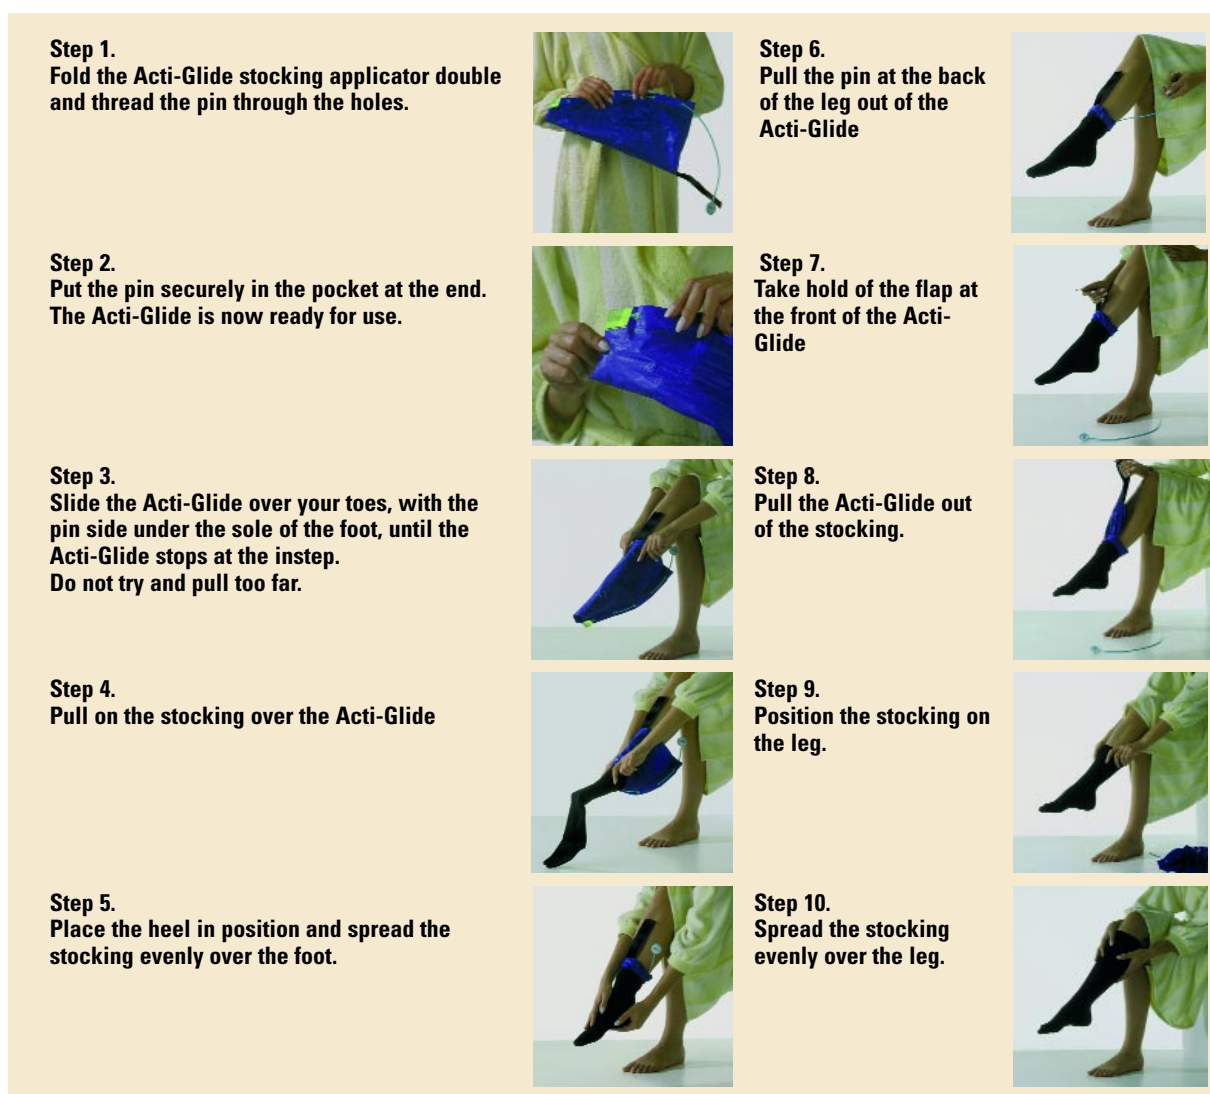 Step 1.
Fold the Acti-Glide stocking applicator double
and thread the pin through the holes.
Step 2.
Put the pin securely in the pocket at the end.
The Acti-Glide is now ready for use.
Step 3.
Slide the Acti-Glide over your toes, with the
pin side under the sole of the foot, until the
Acti-Glide stops at the instep.
Do not try and pull too far.
Step 4.
Pull on the stocking over the Acti-Glide
Step 5.
Place the heel in position and spread the
stocking evenly over the foot.
Step 6.
Pull the pin at the back
of the leg out of the
Acti-Glide
Step 7.
Take hold of the flap at
the front of the Acti-
Glide
Step 8.
Pull the Acti-Glide out
of the stocking.
Step 9.
Position the stocking on
the leg.
Step 10.
Spread the stocking
evenly over the leg.